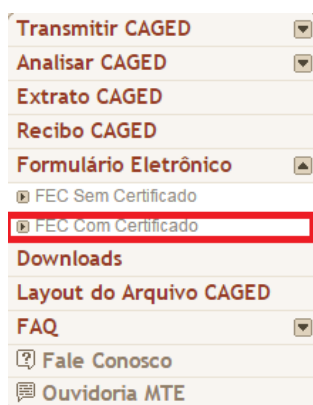 Transmitir CAGED
Analisar CAGED
Extrato CAGED
Recibo CAGED
Formulário Eletrônico
FEC Sem Certificado
FEC Com Certificado
Downloads
Layout do Arquivo CAGED
FAQ
Fale Conosco
Ouvidoria MTE